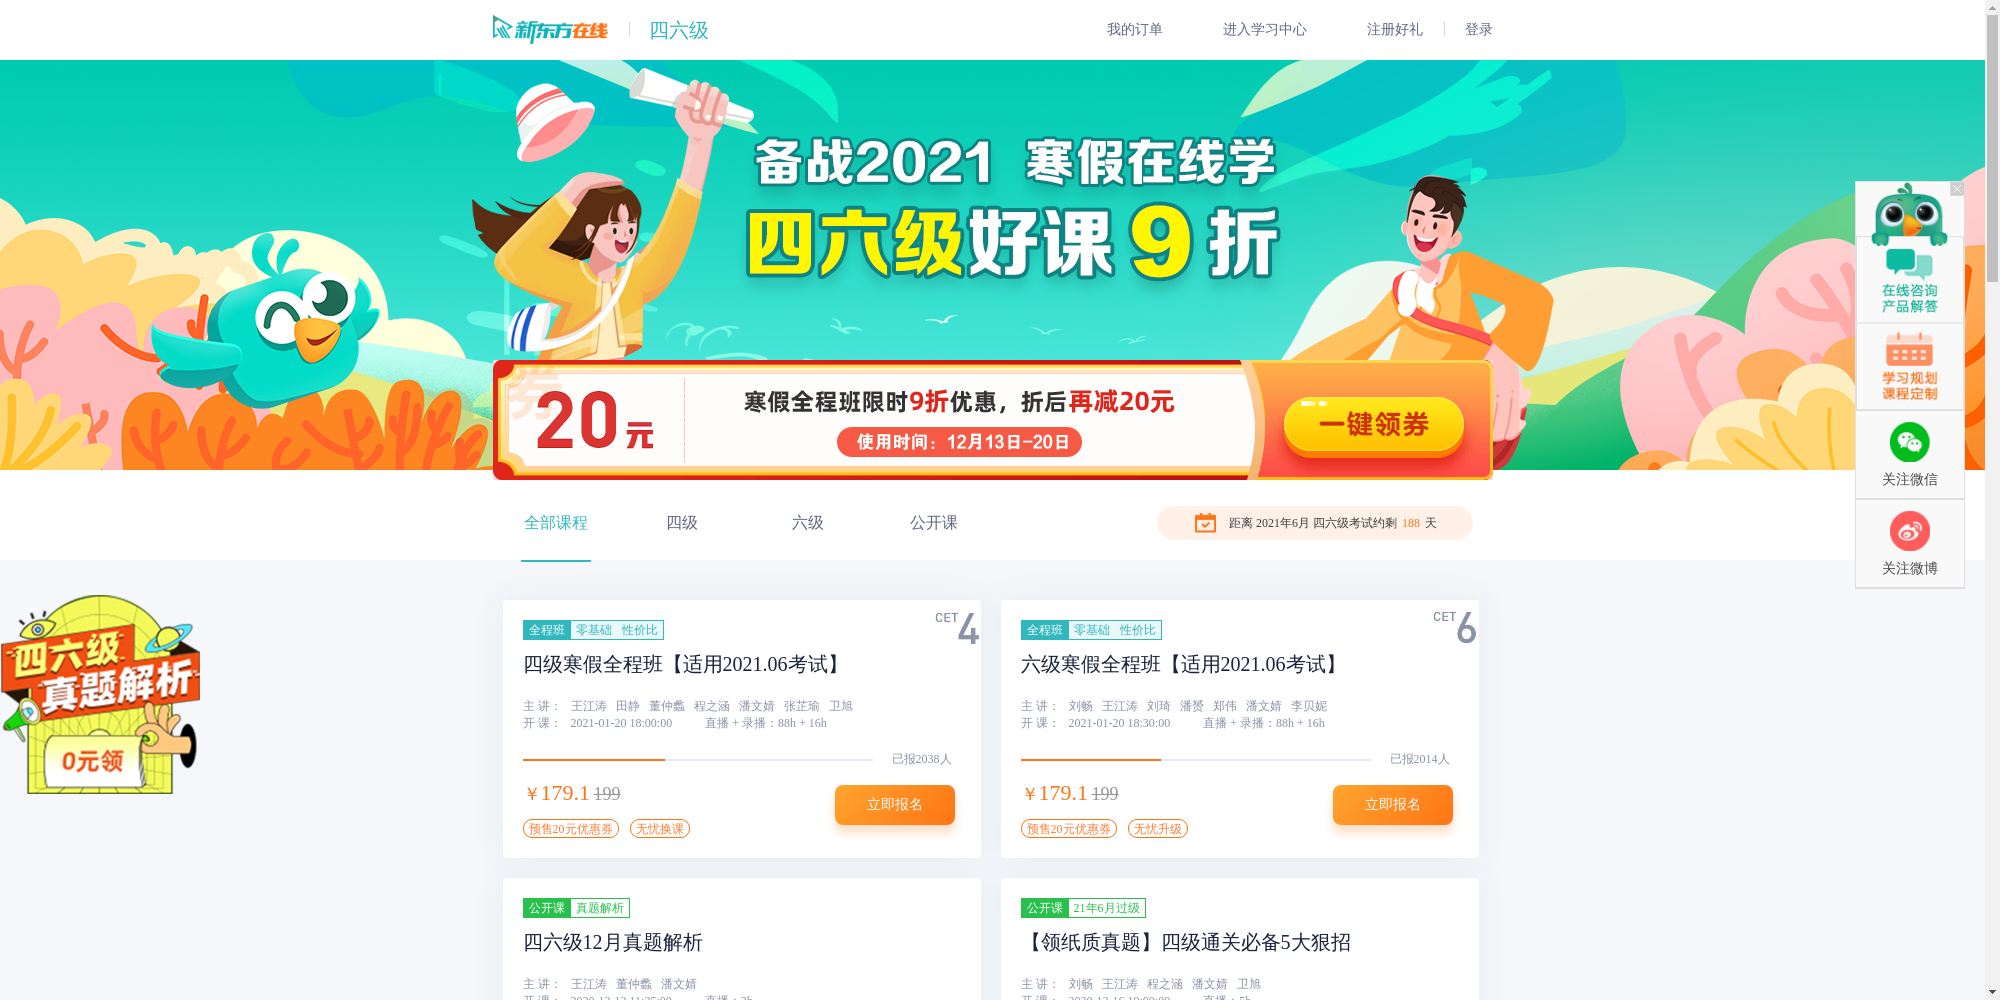 新东方在线
四六级
我的订单
进入学习中心
注册好礼
登录
备战2021 寒假在线学
四六级好课9折
券
20元
寒假全程班限时9折优惠，折后再减20元
使用时间：12月13日-20日
一键领券
在线咨询
产品解答
学习规划
课程定制
关注微信
关注微博
全部课程
四级
六级
公开课
距离 2021年6月 四六级考试约剩 188 天
四六级
真题解析
0元领
全程班 零基础 性价比
CET4
四级寒假全程班【适用2021.06考试】
主 讲： 王江涛 田静 董仲蠡 程之涵 潘文婧 张芷瑜 卫旭
开 课： 2021-01-20 18:00:00 直播 + 录播：88h + 16h
已报2038人
￥179.1 199
立即报名
预售20元优惠券 无忧换课
全程班 零基础 性价比
CET6
六级寒假全程班【适用2021.06考试】
主 讲： 刘畅 王江涛 刘琦 潘赟 郑伟 潘文婧 李贝妮
开 课： 2021-01-20 18:30:00 直播 + 录播：88h + 16h
已报2014人
￥179.1 199
立即报名
预售20元优惠券 无忧升级
公开课 真题解析
四六级12月真题解析
主 讲： 王江涛 董仲蠡 潘文婧
公开课 21年6月过级
【领纸质真题】四级通关必备5大狠招
主 讲： 刘畅 王江涛 程之涵 潘文婧 卫旭